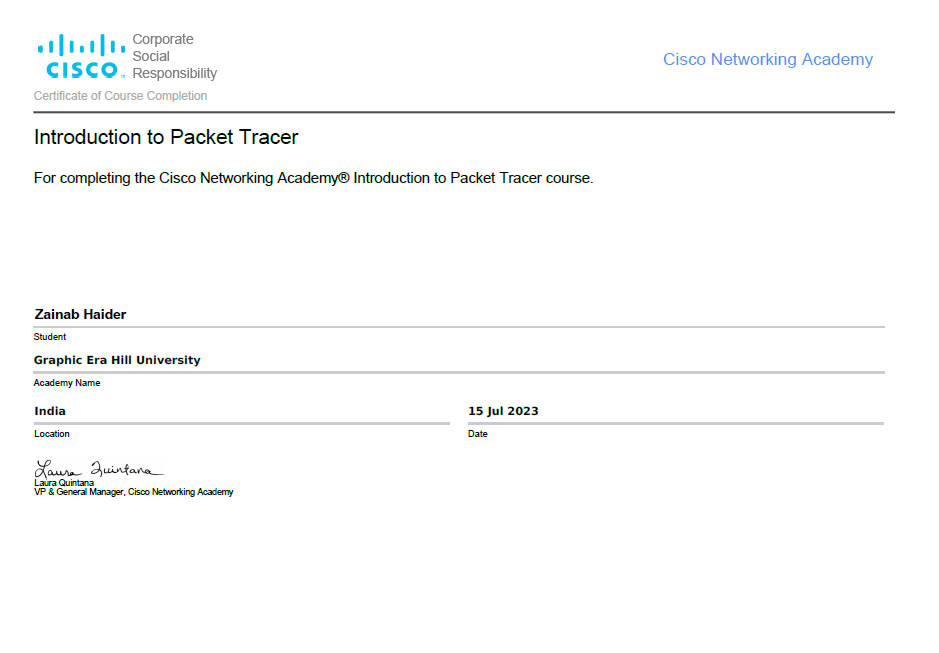 Corporate
Social
CISCO™ Responsibility
Cisco Networking Academy
Certificate of Course Completion
Introduction to Packet Tracer
For completing the Cisco Networking Academy® Introduction to Packet Tracer course.
Zainab Haider
Student
Graphic Era Hill University
Academy Name
India
15 Jul 2023
Location
Date
Laura Quintana
Laura Quintana
VP & General Manager, Cisco Networking Academy